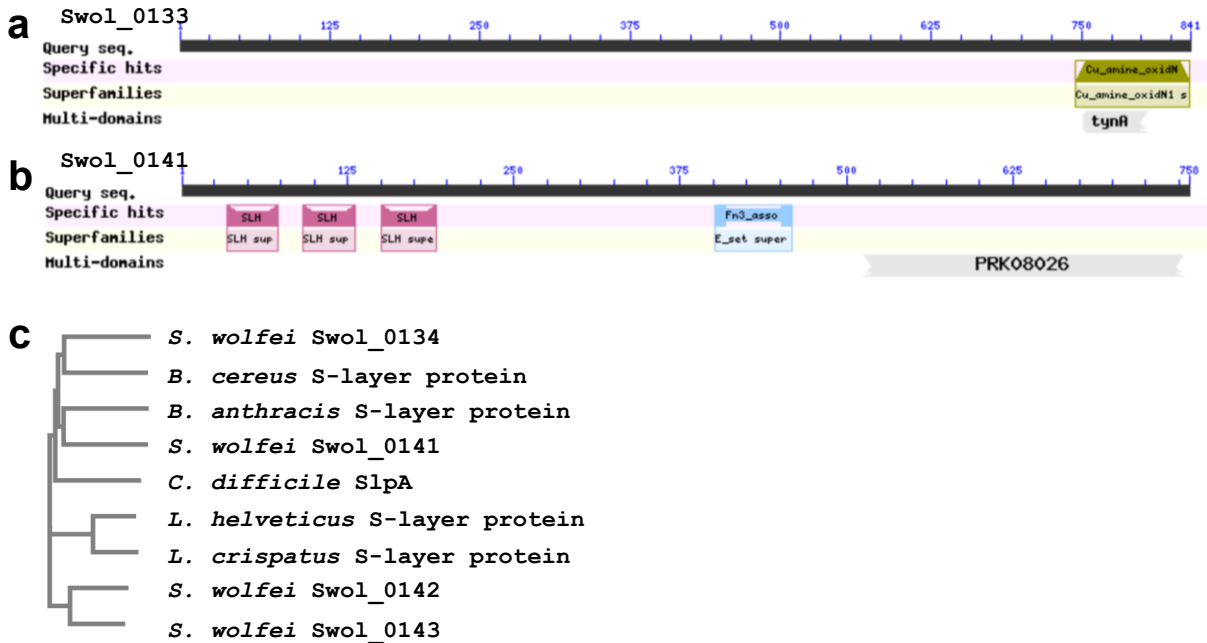 a Swol_0133
1 125 250 375 500 625 750 841
Query seq.
Specific hits Cu_amine_oxidN
Superfamilies Cu_amine_oxidN1 s
Multi-domains tynA
b Swol_0141
1 125 250 375 500 625 758
Query seq.
Specific hits SLH SLH SLH Fn3_asso
Superfamilies SLH sup SLH sup SLH supe E_set super
Multi-domains PRK08026
c
S. wolfei Swol_0134
B. cereus S-layer protein
B. anthracis S-layer protein
S. wolfei Swol_0141
C. difficile SlpA
L. helveticus S-layer protein
L. crispatus S-layer protein
S. wolfei Swol_0142
S. wolfei Swol_0143